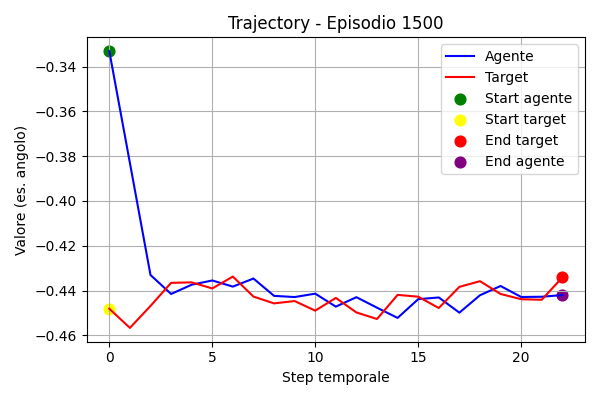 Trajectory - Episodio 1500
Valore (es. angolo)
−0.34
−0.36
−0.38
−0.40
−0.42
−0.44
−0.46
Agente
Target
Start agente
Start target
End target
End agente
0
5
10
15
20
Step temporale